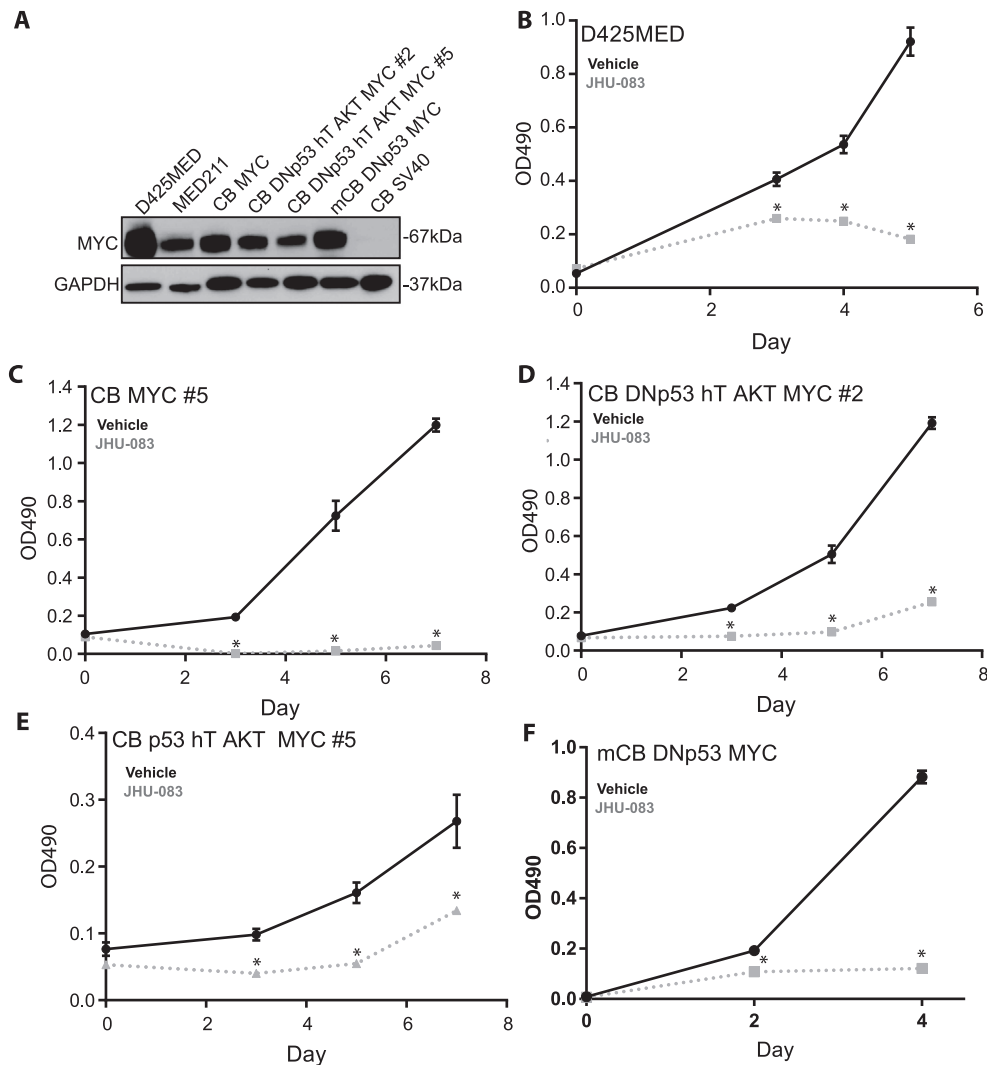 A
D425MED
MED211
CB MYC
CB DNp53 hT AKT MYC #2
CB DNp53 hT AKT MYC #5
mCB DNp53 MYC
CB SV40
MYC
-67kDa
GAPDH
-37kDa
B
D425MED
Vehicle
JHU-083
1.0
0.8
0.6
0.4
0.2
0.0
OD490
* * *
0 2 4 6
Day
C
CB MYC #5
Vehicle
JHU-083
1.4
1.2
1.0
0.8
0.6
0.4
0.2
0.0
OD490
* * *
0 2 4 6 8
Day
D
CB DNp53 hT AKT MYC #2
Vehicle
JHU-083
1.4
1.2
1.0
0.8
0.6
0.4
0.2
0.0
OD490
* * *
0 2 4 6 8
Day
E
CB p53 hT AKT MYC #5
Vehicle
JHU-083
0.4
0.3
0.2
0.1
0.0
OD490
* * *
0 2 4 6 8
Day
F
mCB DNp53 MYC
Vehicle
JHU-083
1.0
0.8
0.6
0.4
0.2
0.0
OD490
* *
0 2 4
Day